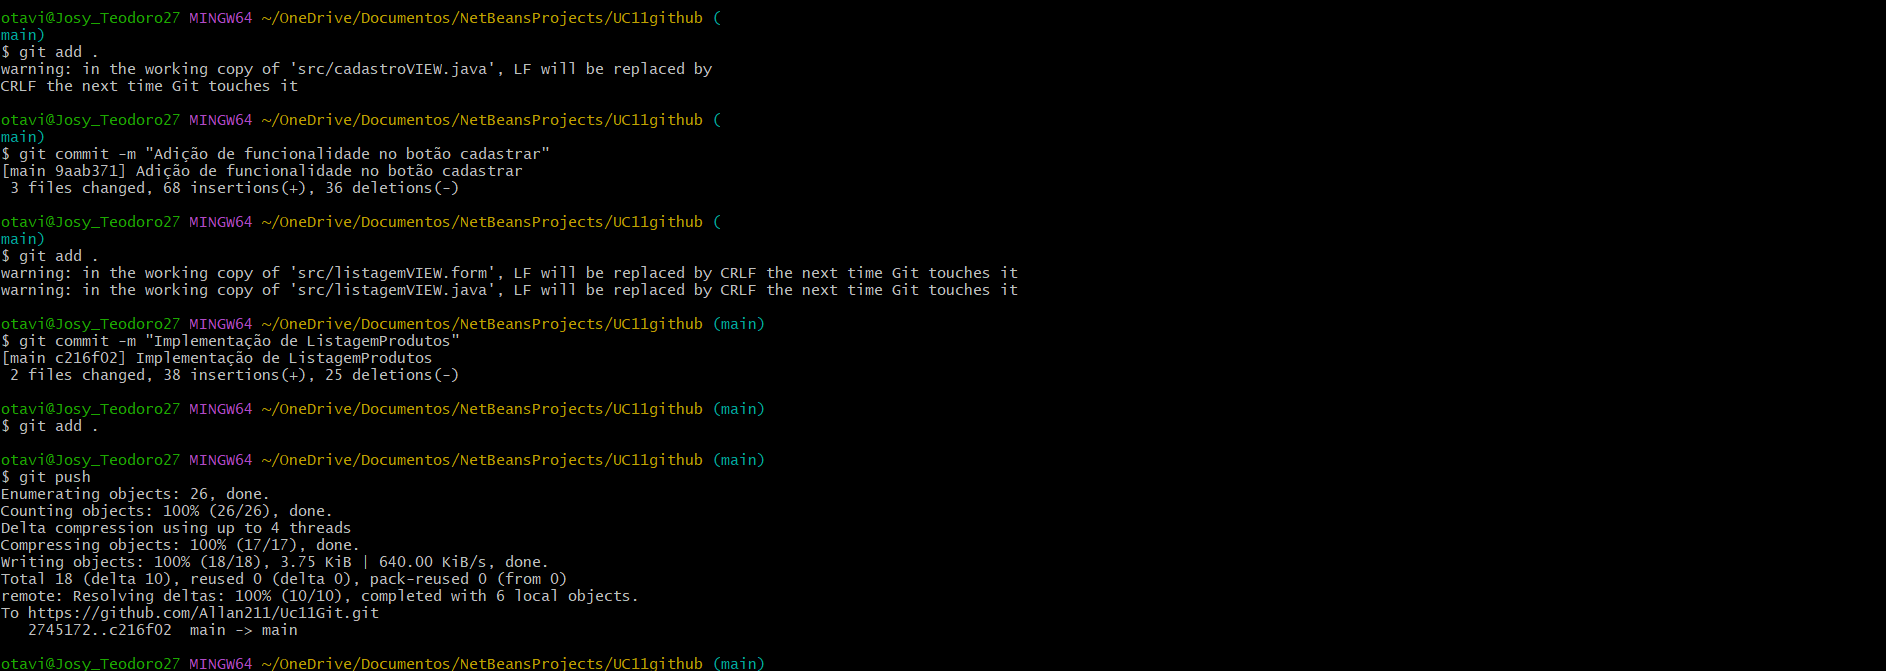 otavi@Josy_Teodoro27 MINGW64 ~/OneDrive/Documentos/NetBeansProjects/UC11github (
main)
$ git add .
warning: in the working copy of 'src/cadastroVIEW.java', LF will be replaced by
CRLF the next time Git touches it
otavi@Josy_Teodoro27 MINGW64 ~/OneDrive/Documentos/NetBeansProjects/UC11github (
main)
$ git commit -m "Adição de funcionalidade no botão cadastrar"
[main 9aab371] Adição de funcionalidade no botão cadastrar
 3 files changed, 68 insertions(+), 36 deletions(-)
otavi@Josy_Teodoro27 MINGW64 ~/OneDrive/Documentos/NetBeansProjects/UC11github (
main)
$ git add .
warning: in the working copy of 'src/listagemVIEW.form', LF will be replaced by CRLF the next time Git touches it
warning: in the working copy of 'src/listagemVIEW.java', LF will be replaced by CRLF the next time Git touches it
otavi@Josy_Teodoro27 MINGW64 ~/OneDrive/Documentos/NetBeansProjects/UC11github (main)
$ git commit -m "Implementação de ListagemProdutos"
[main c216f02] Implementação de ListagemProdutos
 2 files changed, 38 insertions(+), 25 deletions(-)
otavi@Josy_Teodoro27 MINGW64 ~/OneDrive/Documentos/NetBeansProjects/UC11github (main)
$ git add .
otavi@Josy_Teodoro27 MINGW64 ~/OneDrive/Documentos/NetBeansProjects/UC11github (main)
$ git push
Enumerating objects: 26, done.
Counting objects: 100% (26/26), done.
Delta compression using up to 4 threads
Compressing objects: 100% (17/17), done.
Writing objects: 100% (18/18), 3.75 KiB | 640.00 KiB/s, done.
Total 18 (delta 10), reused 0 (delta 0), pack-reused 0 (from 0)
remote: Resolving deltas: 100% (10/10), completed with 6 local objects.
To https://github.com/Allan211/Uc11Git.git
   2745172..c216f02  main -> main
otavi@Josy_Teodoro27 MINGW64 ~/OneDrive/Documentos/NetBeansProjects/UC11github (main)